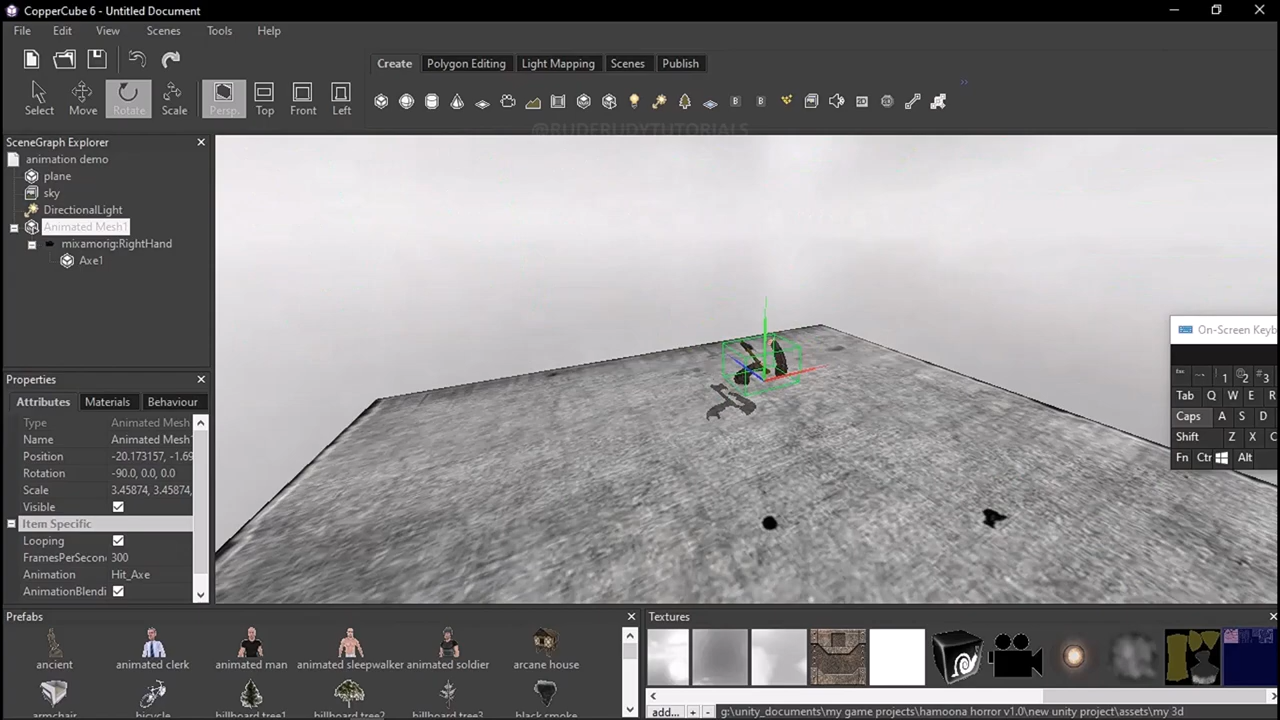 CopperCube 6 - Untitled Document
File Edit View Scenes Tools Help
Create Polygon Editing Light Mapping Scenes Publish
Select Move Rotate Scale Persp. Top Front Left
@RUDERUDYTUTORIALS
SceneGraph Explorer
animation demo
plane
sky
DirectionalLight
Animated Mesh1
mixamorig:RightHand
Axe1
On-Screen Keyb
Tab Q W E R
Caps A S D
Shift Z X C
Fn Ctr Alt
Properties
Attributes Materials Behaviour
Type Animated Mesh
Name Animated Mesh1
Position -20.173157, -1.69
Rotation -90.0, 0.0, 0.0
Scale 3.45874, 3.45874,
Visible
Item Specific
Looping
FramesPerSecon 300
Animation Hit_Axe
AnimationBlendi
Prefabs
ancient animated clerk animated man animated sleepwalker animated soldier arcane house
armchair bicycle billboard tree1 billboard tree2 billboard tree3 black smoke
Textures
add... + - g:\unity_documents\my game projects\hamoona horror v1.0\new unity project\assets\my 3d